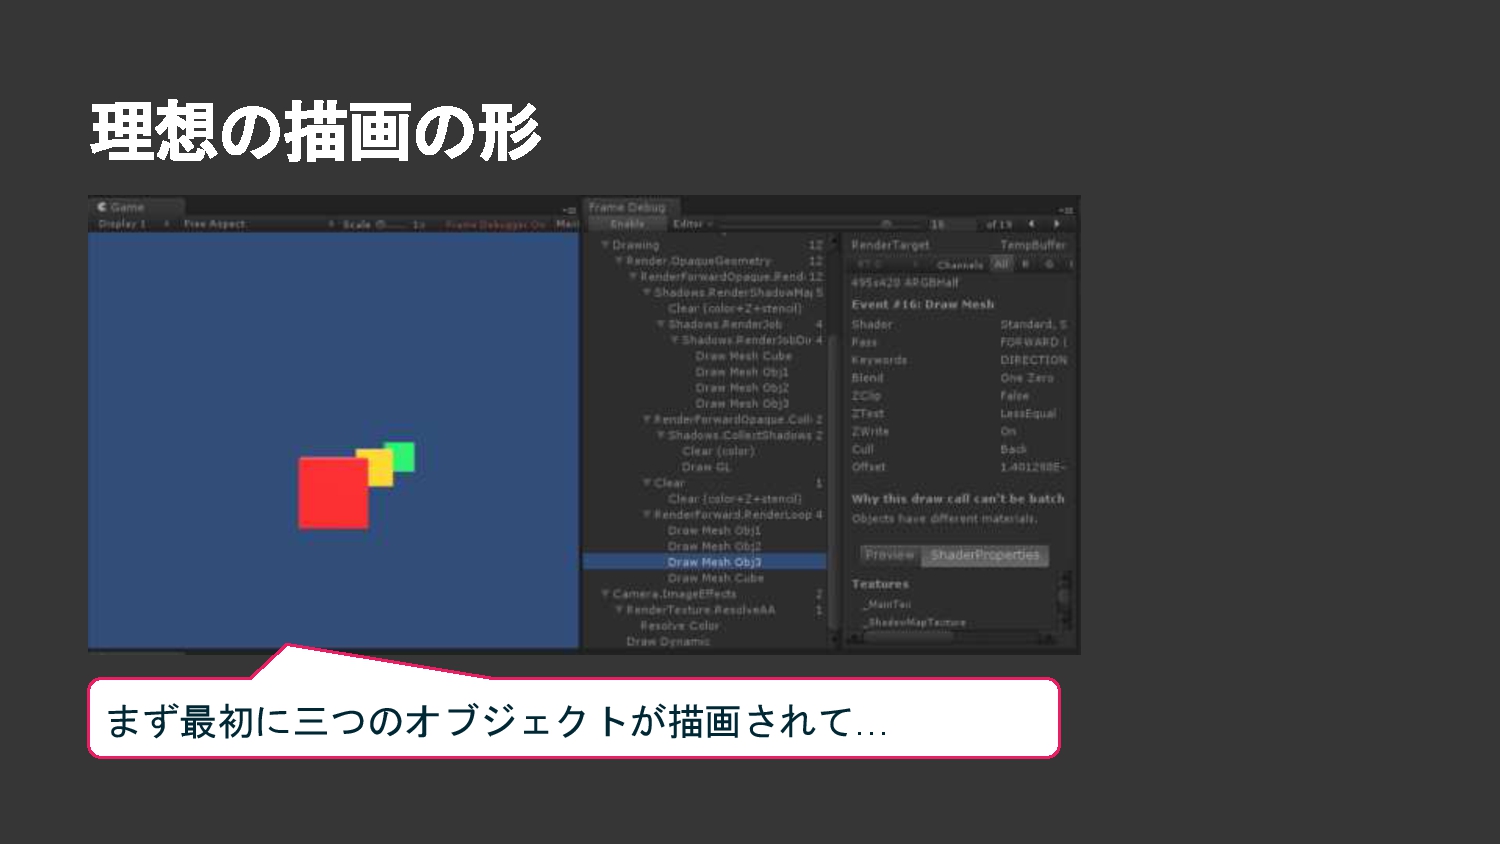 理想の描画の形
Game
Display 1 Free Aspect Scale 1x Frame Debugger On
Frame Debug
Enable Editor 16 of 19
Drawing 12
Render.OpaqueGeometry 12
RenderForwardOpaque.Rend 12
Shadows.RenderShadowMap 5
Clear (color+Z+stencil)
Shadows.RenderJob 4
Shadows.RenderJobDir 4
Draw Mesh Cube
Draw Mesh Obj1
Draw Mesh Obj2
Draw Mesh Obj3
RenderForwardOpaque.Coll 2
Shadows.CollectShadows 2
Clear (color)
Draw GL
Clear 1
Clear (color+Z+stencil)
RenderForward.RenderLoop 4
Draw Mesh Obj1
Draw Mesh Obj2
Draw Mesh Obj3
Draw Mesh Cube
Camera.ImageEffects 2
RenderTexture.ResolveAA 1
Resolve Color
Draw Dynamic
RenderTarget TempBuffer
Channels All R G
495x420 ARGBHalf
Event #16: Draw Mesh
Shader Standard, S
Pass FORWARD (
Keywords DIRECTION
Blend One Zero
ZClip False
ZTest LessEqual
ZWrite On
Cull Back
Offset
Why this draw call can't be batch
Objects have different materials.
Preview ShaderProperties
Textures
_MainTex
_ShadowMapTexture
まず最初に三つのオブジェクトが描画されて…